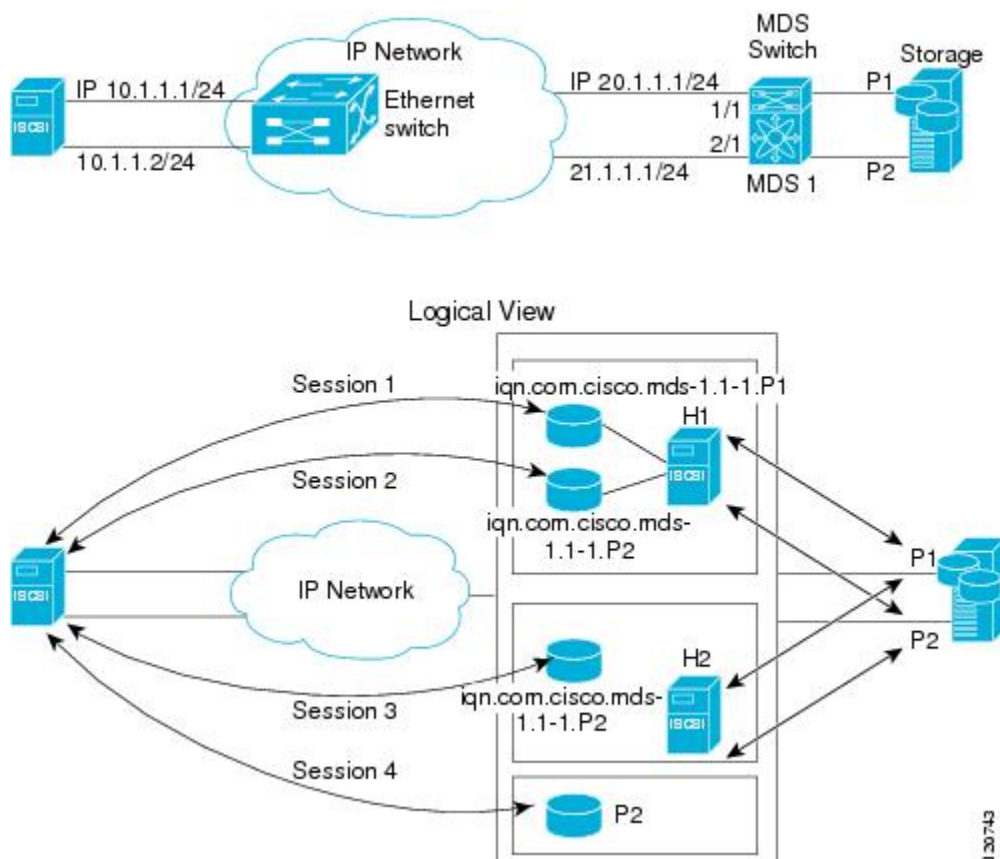 MDS
Switch
IP Network
Storage
IP 10.1.1.1/24
IP 20.1.1.1/24
P1
Ethernet
switch
1/1
ISCSI
10.1.1.2/24
2/1
21.1.1.1/24
MDS 1
P2
Logical View
Session 1
iqn.com.cisco.mds-1.1-1.P1
H1
Session 2
ISCSI
iqn.com.cisco.mds-
1.1-1.P2
P1
ISCSI
IP Network
P2
H2
iqn.com.cisco.mds-
1.1-1.P2
Session 3
ISCSI
Session 4
P2
120743